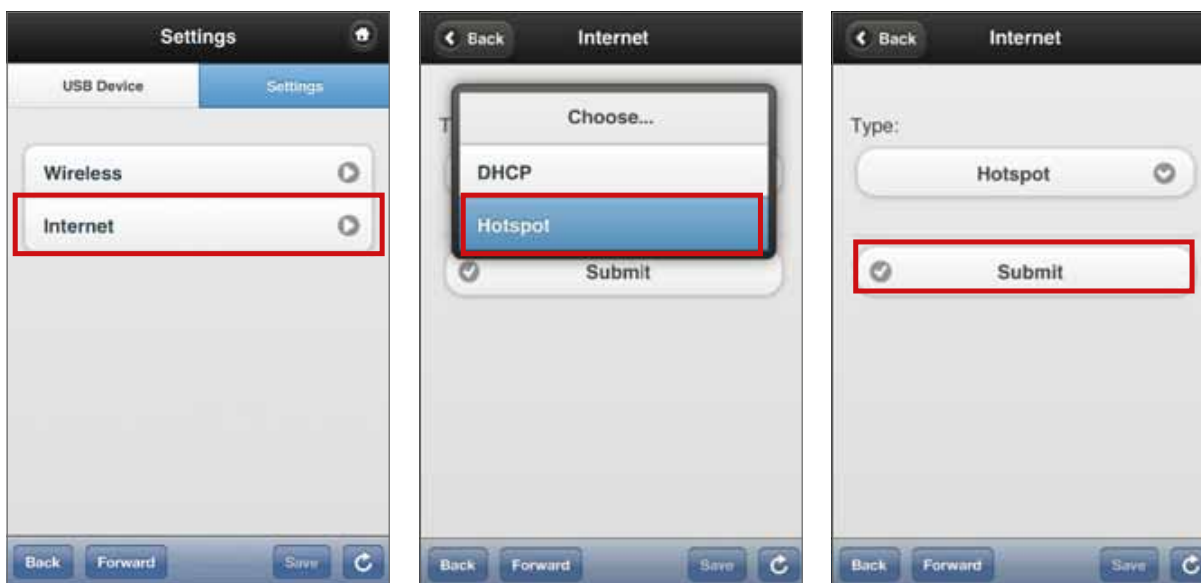 Settings
USB Device Settings
Wireless
Internet
Back Forward Save
Back Internet
T
Choose...
DHCP
Hotspot
Submit
Back Forward Save
Back Internet
Type:
Hotspot
Submit
Back Forward Save